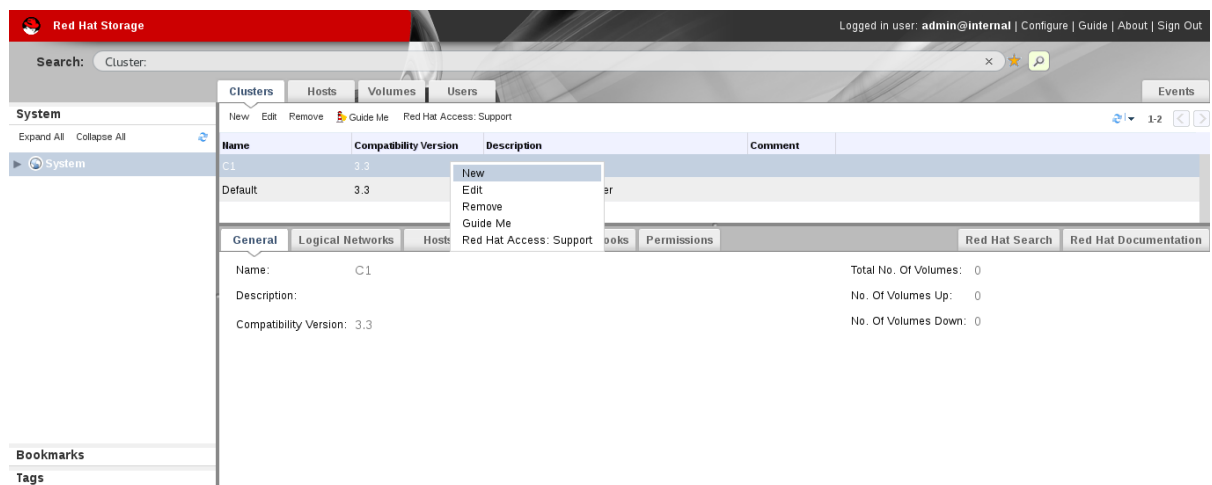 Red Hat Storage
Logged in user: admin@internal | Configure | Guide | About | Sign Out
Search: Cluster:
Clusters Hosts Volumes Users Events
System
New Edit Remove Guide Me Red Hat Access: Support 1-2
Expand All Collapse All
Name Compatibility Version Description Comment
System
C1 3.3
Default 3.3
New
Edit
Remove
Guide Me
Red Hat Access: Support
General Logical Networks Permissions Red Hat Search Red Hat Documentation
Name: C1
Description:
Compatibility Version: 3.3
Total No. Of Volumes: 0
No. Of Volumes Up: 0
No. Of Volumes Down: 0
Bookmarks
Tags